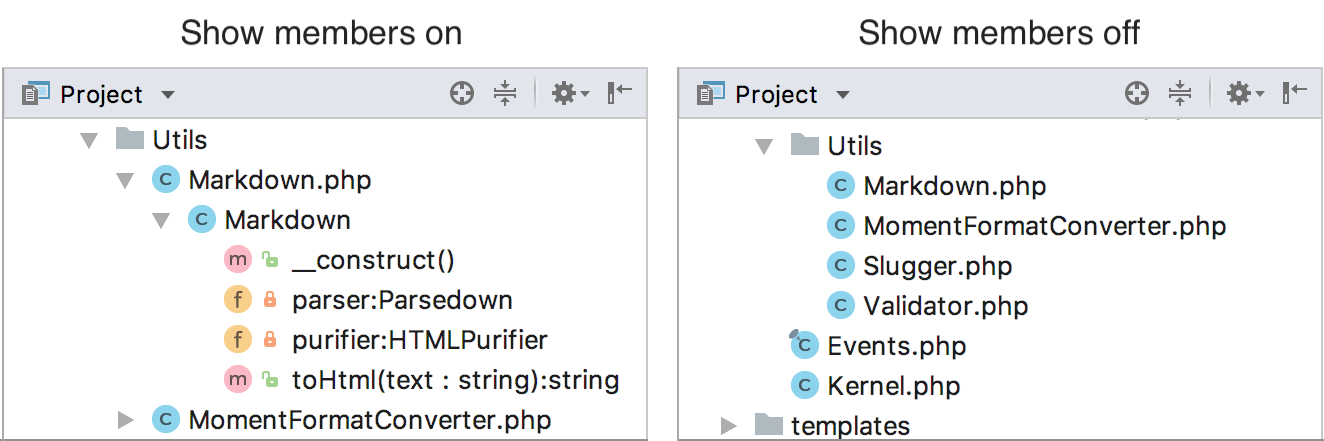 Show members on
Project
Utils
C Markdown.php
C Markdown
m __construct()
f parser:Parsedown
f purifier:HTMLPurifier
m toHtml(text : string):string
C MomentFormatConverter.php
Show members off
Project
Utils
C Markdown.php
C MomentFormatConverter.php
C Slugger.php
C Validator.php
C Events.php
C Kernel.php
templates